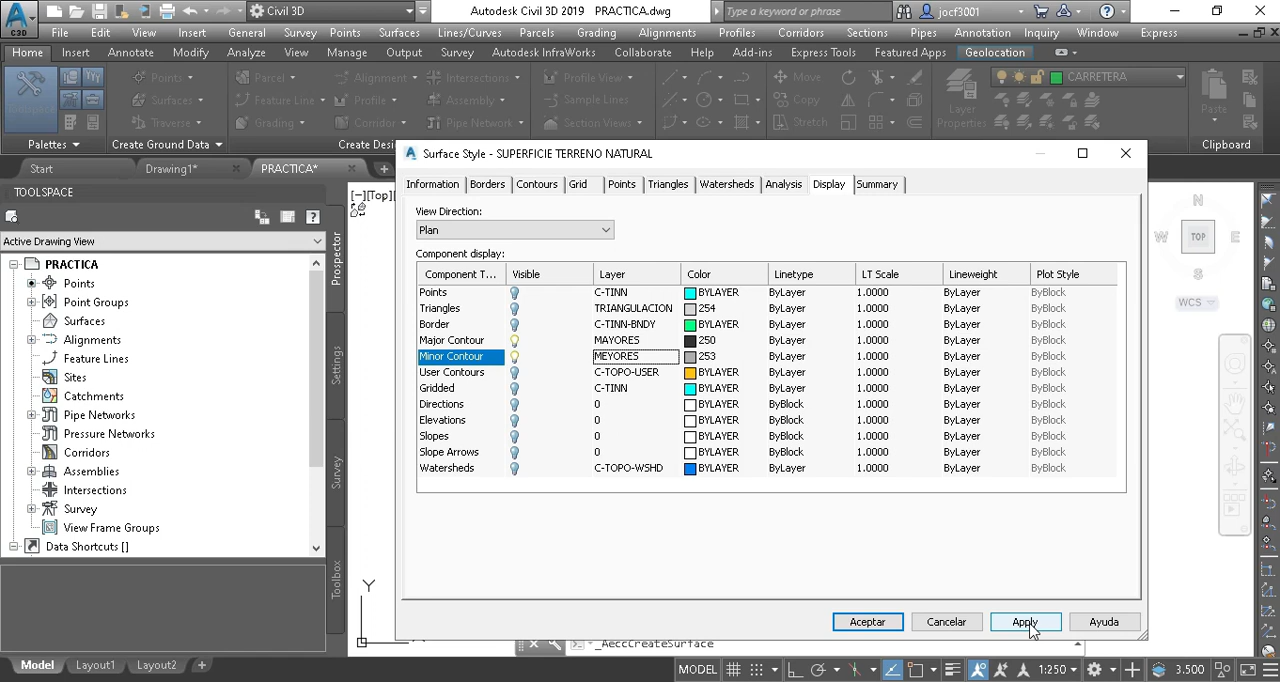 A
C3D
Civil 3D
Autodesk Civil 3D 2019 PRACTICA.dwg
Type a keyword or phrase
jocf3001
File Edit View Insert General Survey Points Surfaces Lines/Curves Parcels Grading Alignments Profiles Corridors Sections Pipes Annotation Inquiry Window Express
Home Insert Annotate Modify Analyze View Manage Output Survey Autodesk InfraWorks Collaborate Help Add-ins Express Tools Featured Apps Geolocation
Points Parcel Alignment Intersections Profile View Move CARRETERA
Surfaces Feature Line Profile Assembly Sample Lines Copy Layer Properties Paste
Traverse Grading Corridor Pipe Network Section Views Stretch
Palettes Create Ground Data Create Desi Clipboard
Start Drawing1* PRACTICA*
TOOLSPACE
Active Drawing View
PRACTICA
Points
Point Groups
Surfaces
Alignments
Feature Lines
Sites
Catchments
Pipe Networks
Pressure Networks
Corridors
Assemblies
Intersections
Survey
View Frame Groups
Data Shortcuts []
Prospector
Settings
Survey
Toolbox
[−][Top][
Surface Style - SUPERFICIE TERRENO NATURAL
Information Borders Contours Grid Points Triangles Watersheds Analysis Display Summary
View Direction:
Plan
Component display:
Component T... Visible Layer Color Linetype LT Scale Lineweight Plot Style
Points C-TINN BYLAYER ByLayer 1.0000 ByLayer ByBlock
Triangles TRIANGULACION 254 ByLayer 1.0000 ByLayer ByBlock
Border C-TINN-BNDY BYLAYER ByLayer 1.0000 ByLayer ByBlock
Major Contour MAYORES 250 ByLayer 1.0000 ByLayer ByBlock
Minor Contour MEYORES 253 ByLayer 1.0000 ByLayer ByBlock
User Contours C-TOPO-USER BYLAYER ByLayer 1.0000 ByLayer ByBlock
Gridded C-TINN BYLAYER ByLayer 1.0000 ByLayer ByBlock
Directions 0 BYLAYER ByBlock 1.0000 ByLayer ByBlock
Elevations 0 BYLAYER ByBlock 1.0000 ByLayer ByBlock
Slopes 0 BYLAYER ByBlock 1.0000 ByLayer ByBlock
Slope Arrows 0 BYLAYER ByBlock 1.0000 ByLayer ByBlock
Watersheds C-TOPO-WSHD BYLAYER ByLayer 1.0000 ByLayer ByBlock
Aceptar Cancelar Apply Ayuda
N
W TOP E
S
WCS
Y
_AeccCreateSurface
Model Layout1 Layout2 +
MODEL 1:250 3.500